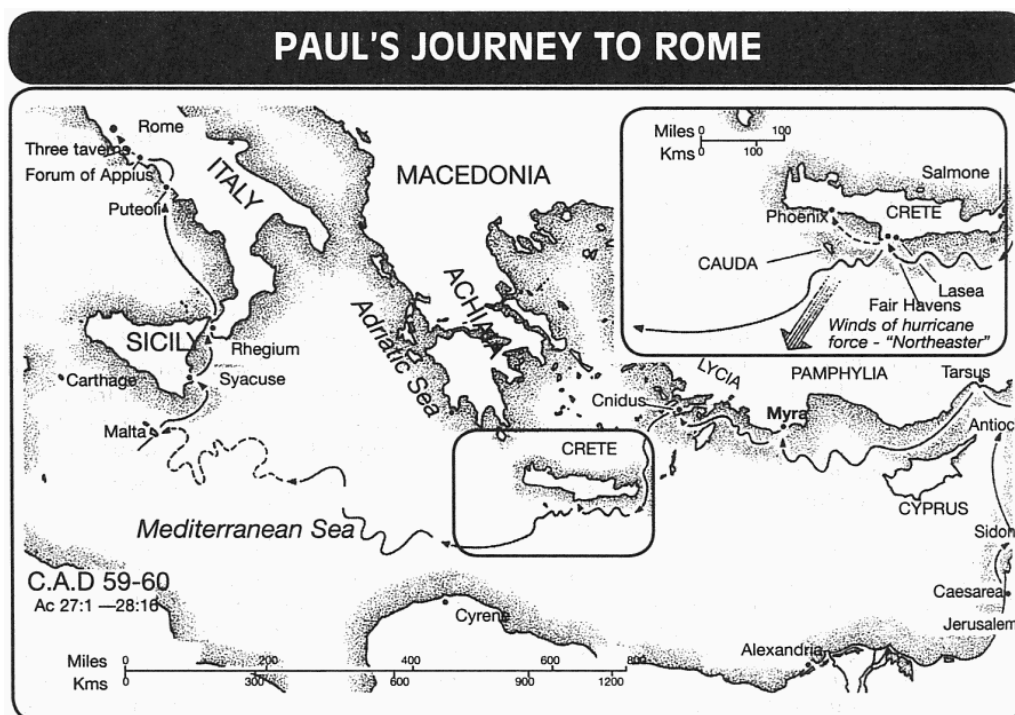 PAUL'S JOURNEY TO ROME
Rome
Three taverns
Forum of Appius
Puteoli
ITALY
MACEDONIA
ACHIAA
Adriatic Sea
SICILY
Rhegium
Carthage
Syacuse
Malta
Mediterranean Sea
C.A.D 59-60
Ac 27:1 —28:16
Cyrene
Alexandria
Miles
0 200 400 600 800
Kms
0 300 600 900 1200
Miles
0 100
Kms
0 100
Salmone
Phoenix
CRETE
CAUDA
Lasea
Fair Havens
Winds of hurricane
force - "Northeaster"
LYCIA
PAMPHYLIA
Tarsus
Cnidus
Myra
Antioc
CRETE
CYPRUS
Sidon
Caesarea
Jerusalem